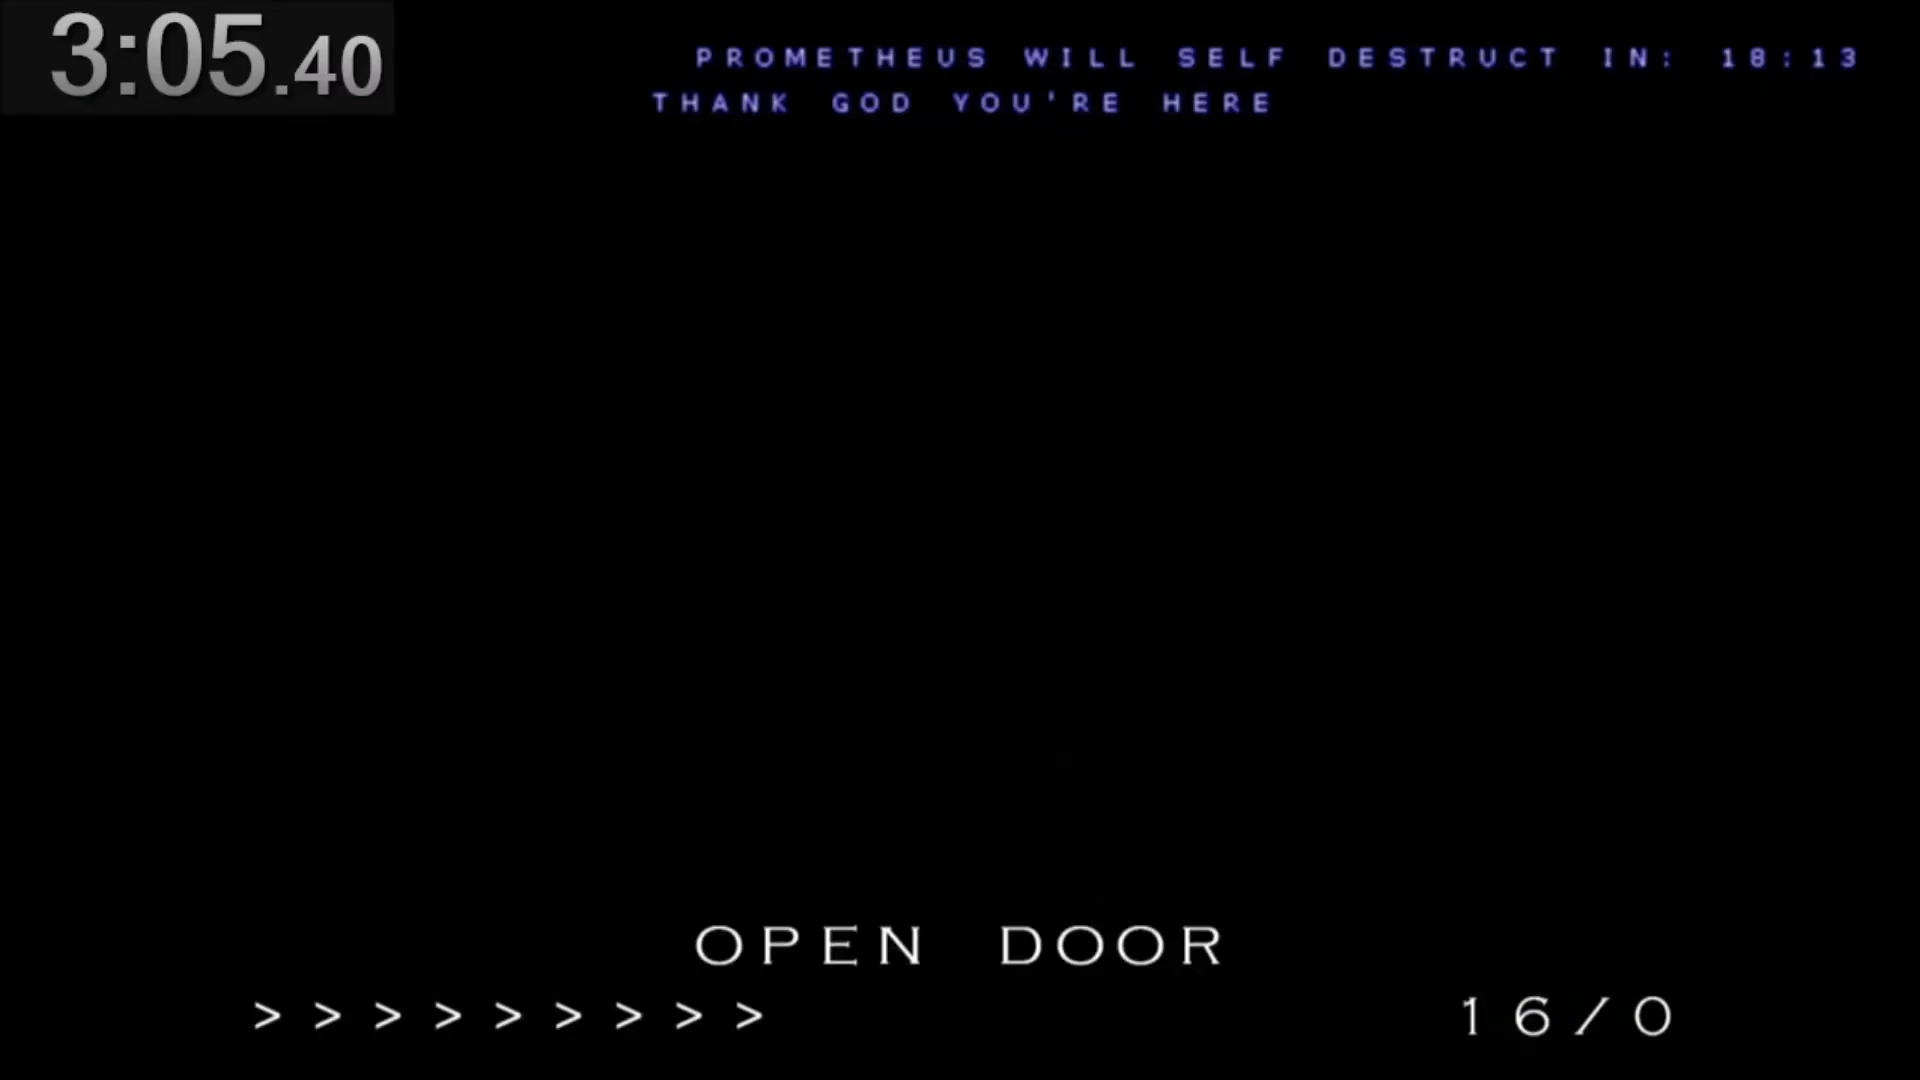 3:05.40
PROMETHEUS WILL SELF DESTRUCT IN: 18:13
THANK GOD YOU'RE HERE
OPEN DOOR
>>>>>>>>> 16/0